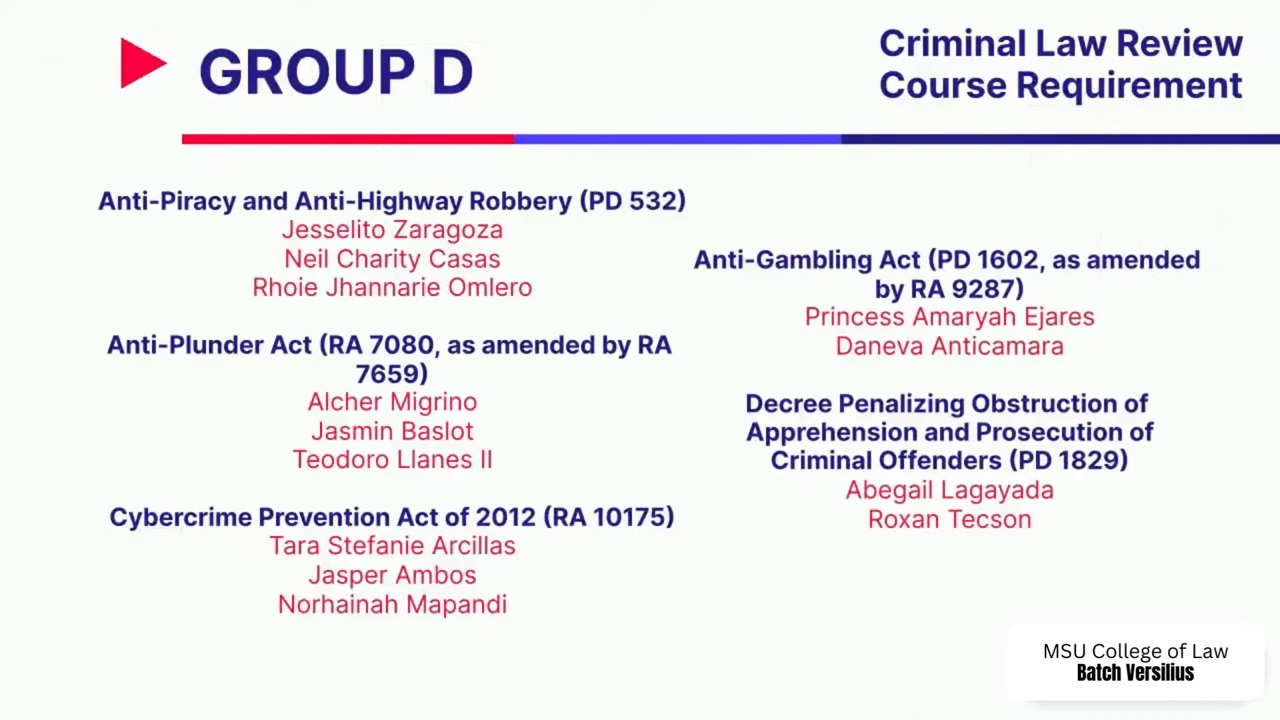 GROUP D
Criminal Law Review
Course Requirement
Anti-Piracy and Anti-Highway Robbery (PD 532)
Jesselito Zaragoza
Neil Charity Casas
Rhoie Jhannarie Omlero
Anti-Plunder Act (RA 7080, as amended by RA
7659)
Alcher Migrino
Jasmin Baslot
Teodoro Llanes II
Cybercrime Prevention Act of 2012 (RA 10175)
Tara Stefanie Arcillas
Jasper Ambos
Norhainah Mapandi
Anti-Gambling Act (PD 1602, as amended
by RA 9287)
Princess Amaryah Ejares
Daneva Anticamara
Decree Penalizing Obstruction of
Apprehension and Prosecution of
Criminal Offenders (PD 1829)
Abegail Lagayada
Roxan Tecson
MSU College of Law
Batch Versilius